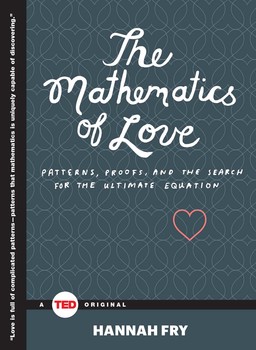 The
Mathematics
of Love
PATTERNS, PROOFS, AND THE SEARCH
FOR THE ULTIMATE EQUATION
A TED ORIGINAL
HANNAH FRY
"Love is full of complicated patterns—patterns that mathematics is uniquely capable of discovering."